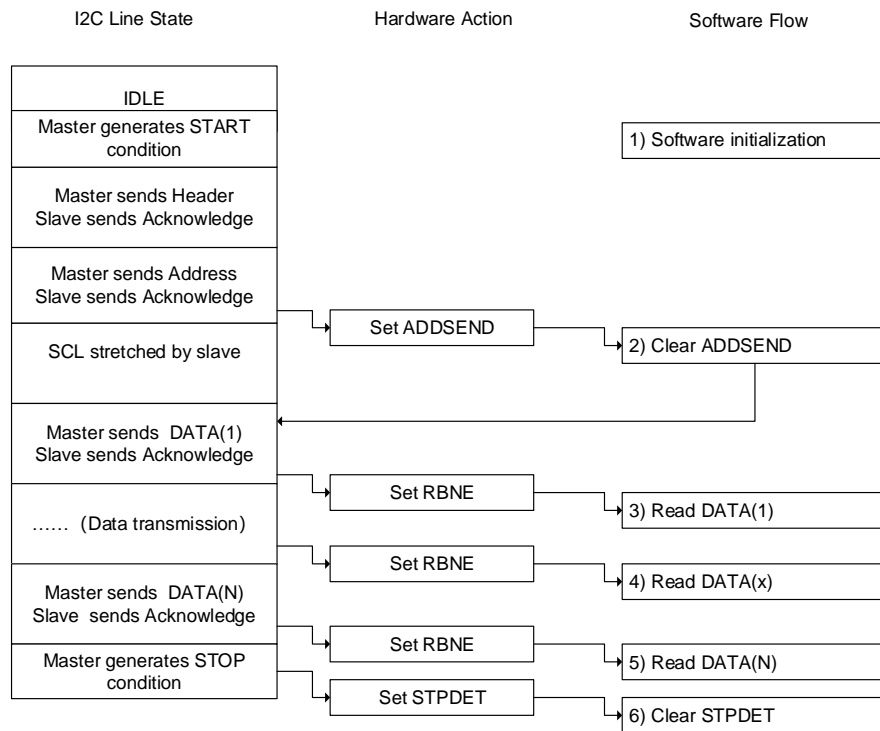 I2C Line State
Hardware Action
Software Flow
IDLE
Master generates START
condition
1) Software initialization
Master sends Header
Slave sends Acknowledge
Master sends Address
Slave sends Acknowledge
Set ADDSEND
2) Clear ADDSEND
SCL stretched by slave
Master sends DATA(1)
Slave sends Acknowledge
Set RBNE
3) Read DATA(1)
...... (Data transmission)
Set RBNE
4) Read DATA(x)
Master sends DATA(N)
Slave sends Acknowledge
Set RBNE
5) Read DATA(N)
Master generates STOP
condition
Set STPDET
6) Clear STPDET